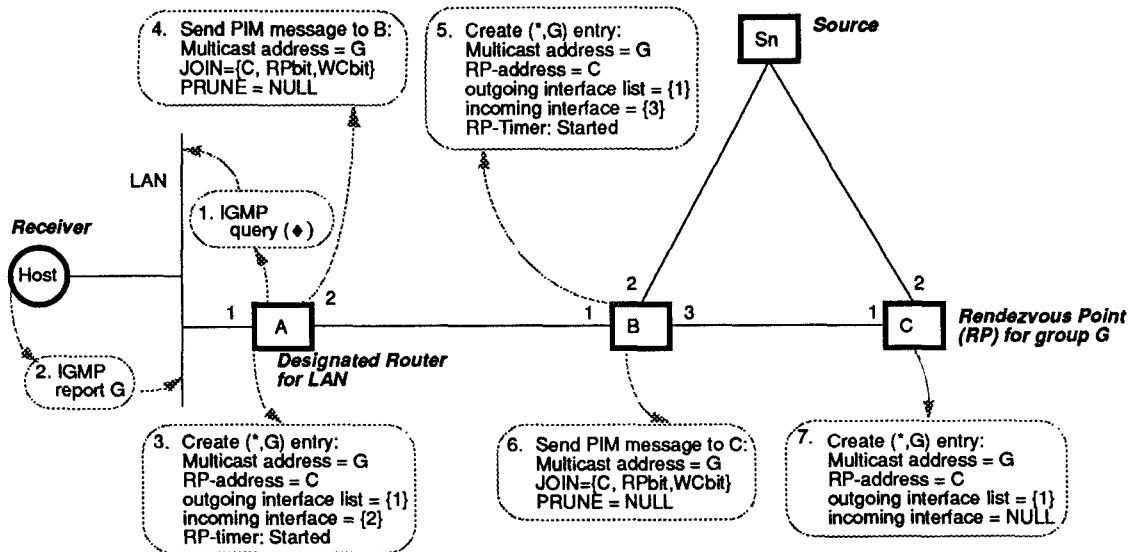 4. Send PIM message to B:
Multicast address = G
JOIN={C, RPbit,WCbit}
PRUNE = NULL
5. Create (*,G) entry:
Multicast address = G
RP-address = C
outgoing interface list = {1}
incoming interface = {3}
RP-Timer: Started
Sn
Source
LAN
1. IGMP
query (♦)
Receiver
Host
2. IGMP
report G
1
A
2
Designated Router
for LAN
1
B
2
3
1
C
2
Rendezvous Point
(RP) for group G
3. Create (*,G) entry:
Multicast address = G
RP-address = C
outgoing interface list = {1}
incoming interface = {2}
RP-timer: Started
6. Send PIM message to C:
Multicast address = G
JOIN={C, RPbit,WCbit}
PRUNE = NULL
7. Create (*,G) entry:
Multicast address = G
RP-address = C
outgoing interface list = {1}
incoming interface = NULL